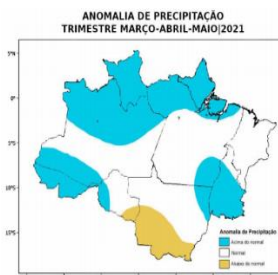 ANOMALIA DE PRECIPITAÇÃO
TRIMESTRE MARÇO-ABRIL-MAIO|2021
5°N
0°
5°S
10°S
15°S
Anomalia de Precipitação
Acima do normal
Normal
Abaixo do normal